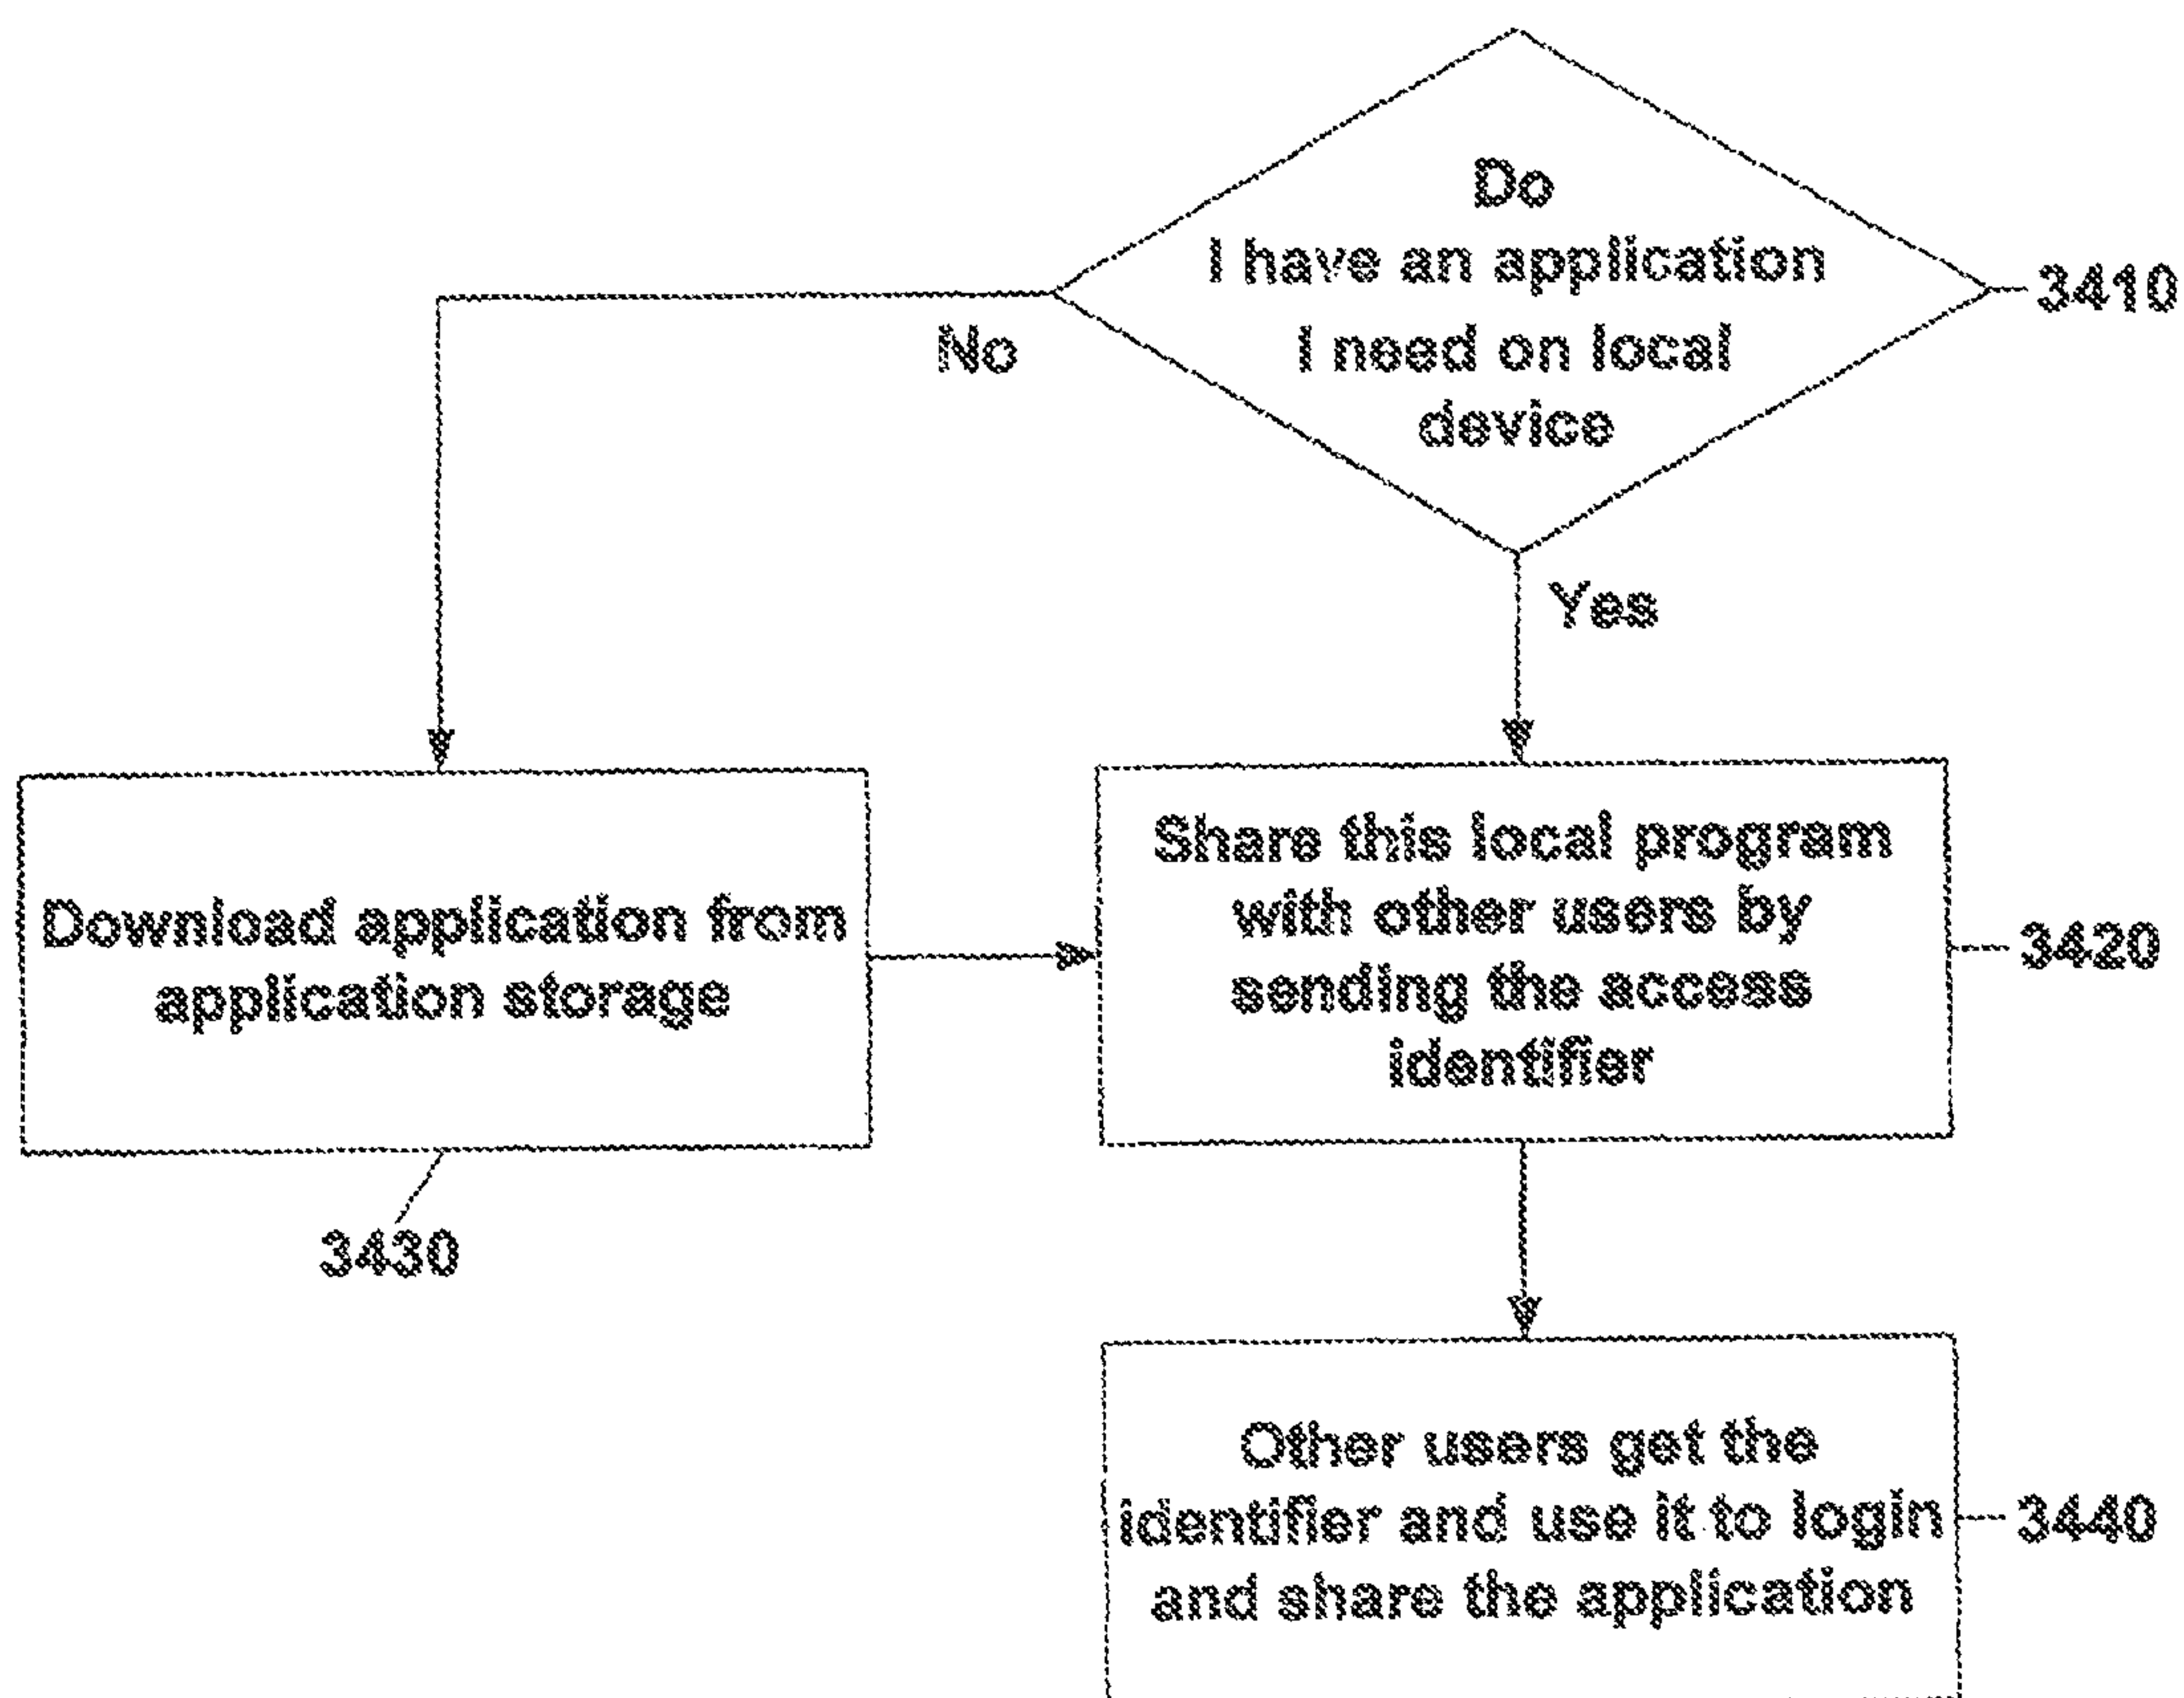 Do
I have an application
I need on local
device
3410
No
Yes
Download application from
application storage
3430
Share this local program
with other users by
sending the access
identifier
3420
Other users get the
identifier and use it to login
and share the application
3440